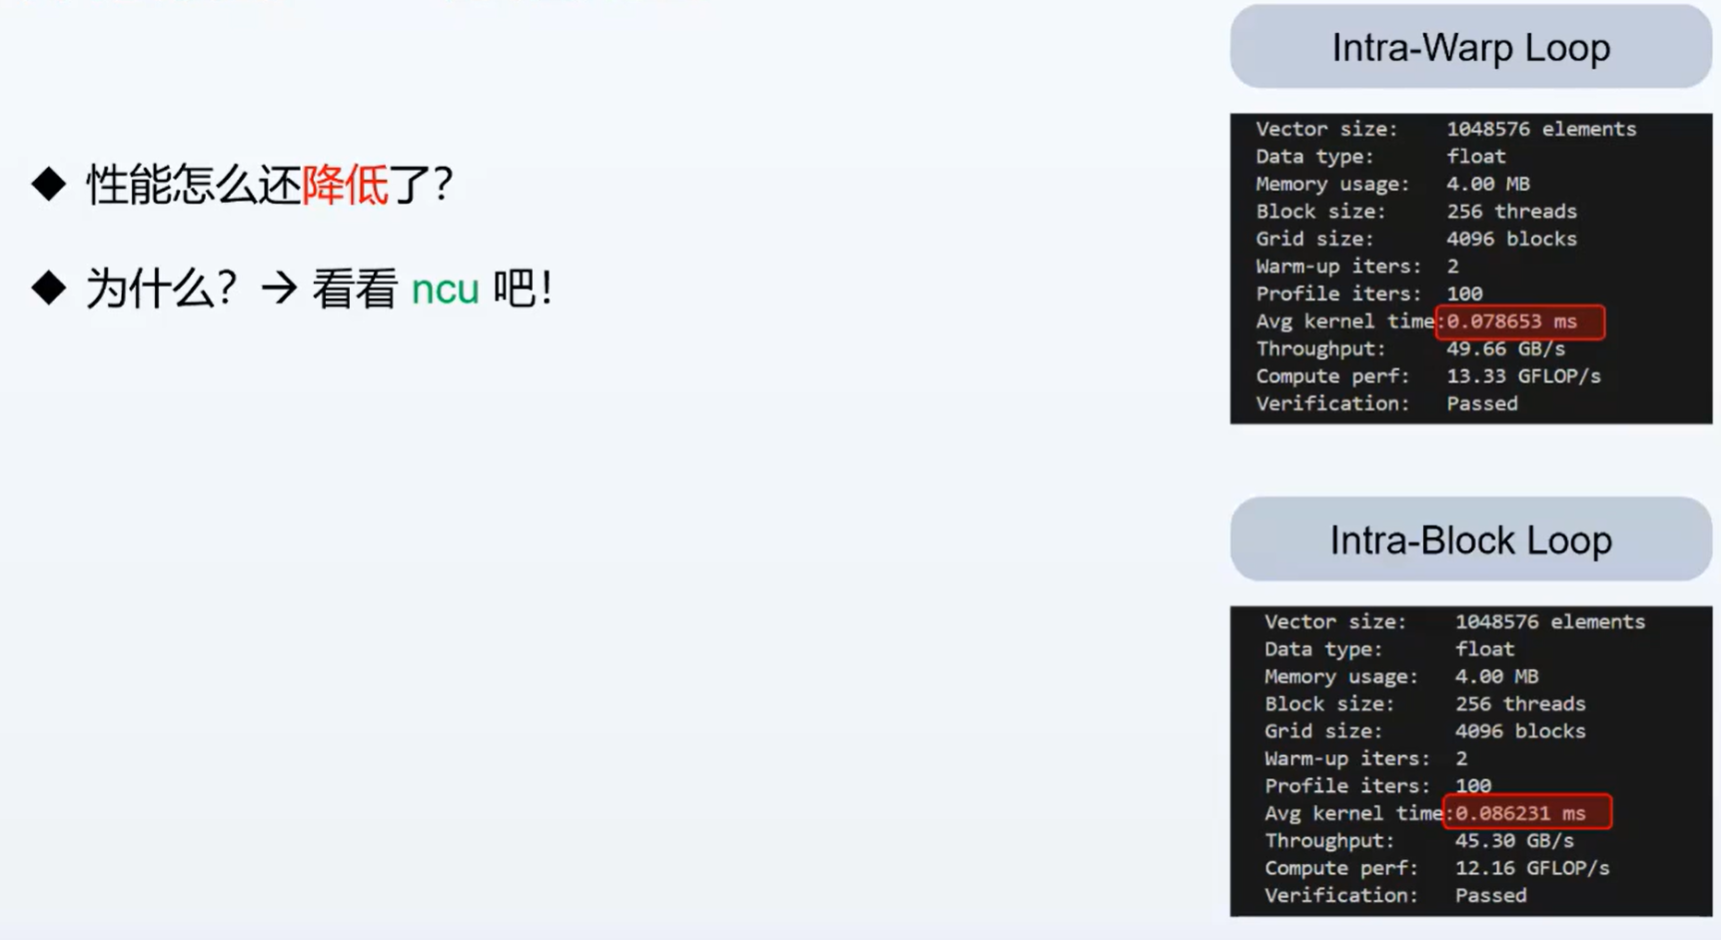 ◆ 性能怎么还降低了？
◆ 为什么？→ 看看 ncu 吧！
Intra-Warp Loop
Vector size: 1048576 elements
Data type: float
Memory usage: 4.00 MB
Block size: 256 threads
Grid size: 4096 blocks
Warm-up iters: 2
Profile iters: 100
Avg kernel time:0.078653 ms
Throughput: 49.66 GB/s
Compute perf: 13.33 GFLOP/s
Verification: Passed
Intra-Block Loop
Vector size: 1048576 elements
Data type: float
Memory usage: 4.00 MB
Block size: 256 threads
Grid size: 4096 blocks
Warm-up iters: 2
Profile iters: 100
Avg kernel time:0.086231 ms
Throughput: 45.30 GB/s
Compute perf: 12.16 GFLOP/s
Verification: Passed